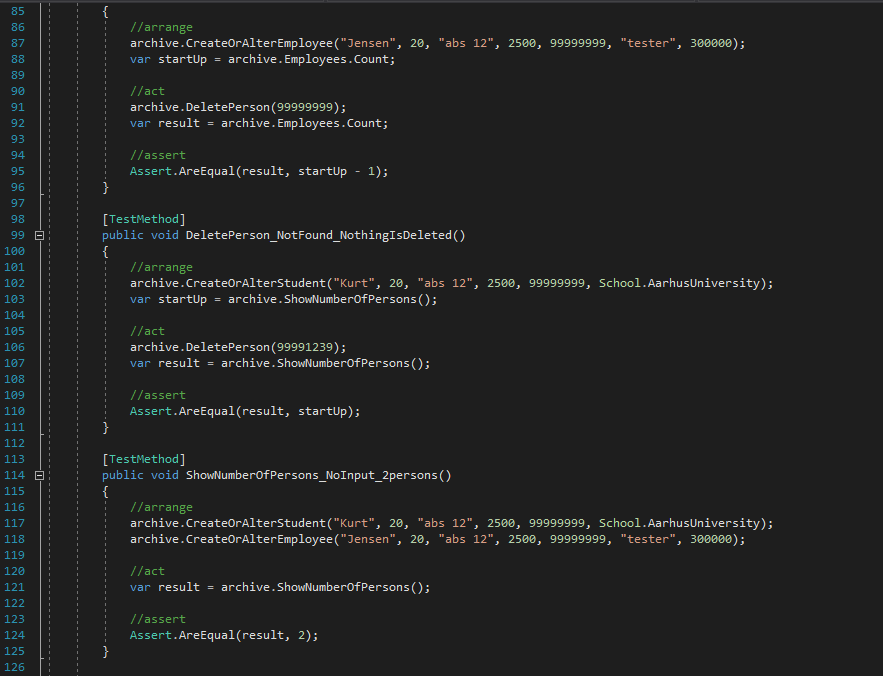 85 {
86 //arrange
87 archive.CreateOrAlterEmployee("Jensen", 20, "abs 12", 2500, 99999999, "tester", 300000);
88 var startUp = archive.Employees.Count;
89
90 //act
91 archive.DeletePerson(99999999);
92 var result = archive.Employees.Count;
93
94 //assert
95 Assert.AreEqual(result, startUp - 1);
96 }
97
98 [TestMethod]
99 public void DeletePerson_NotFound_NothingIsDeleted()
100 {
101 //arrange
102 archive.CreateOrAlterStudent("Kurt", 20, "abs 12", 2500, 99999999, School.AarhusUniversity);
103 var startUp = archive.ShowNumberOfPersons();
104
105 //act
106 archive.DeletePerson(99991239);
107 var result = archive.ShowNumberOfPersons();
108
109 //assert
110 Assert.AreEqual(result, startUp);
111 }
112
113 [TestMethod]
114 public void ShowNumberOfPersons_NoInput_2persons()
115 {
116 //arrange
117 archive.CreateOrAlterStudent("Kurt", 20, "abs 12", 2500, 99999999, School.AarhusUniversity);
118 archive.CreateOrAlterEmployee("Jensen", 20, "abs 12", 2500, 99999999, "tester", 300000);
119
120 //act
121 var result = archive.ShowNumberOfPersons();
122
123 //assert
124 Assert.AreEqual(result, 2);
125 }
126